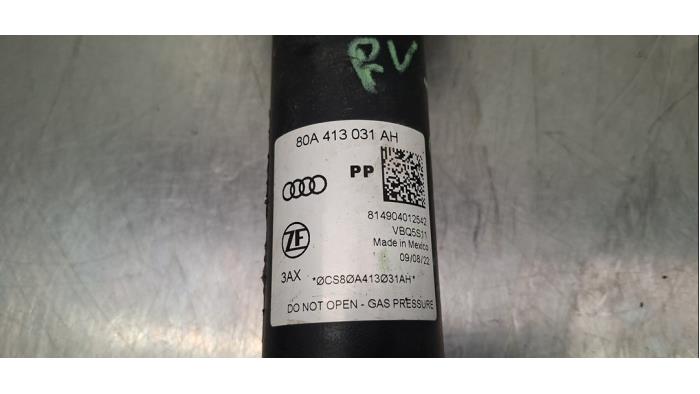 RV
80A 413 031 AH
PP
814904012542
VBQ5S11
Made in Mexico
09/08/22
ZF
3AX
*ØCS8ØA413Ø31AH*
DO NOT OPEN - GAS PRESSURE